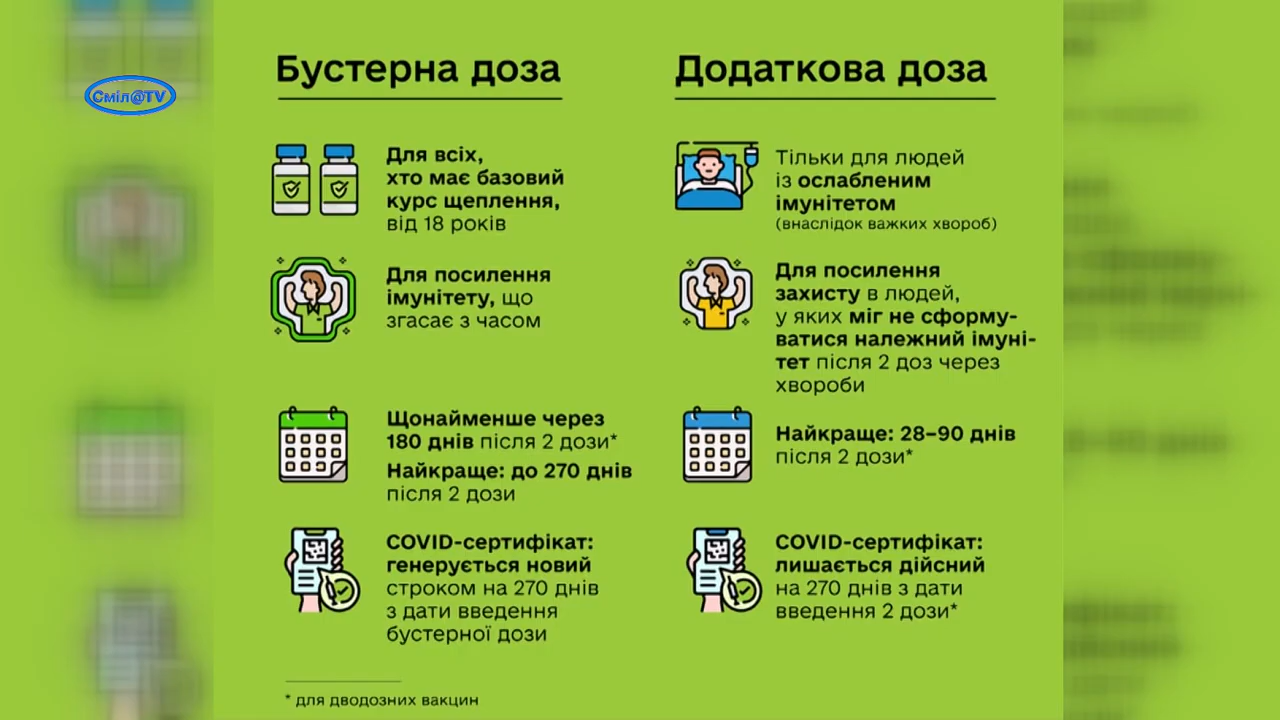 Сміл@TV
Бустерна доза
Для всіх,
хто має базовий
курс щеплення,
від 18 років
Для посилення
імунітету, що
згасає з часом
Щонайменше через
180 днів після 2 дози*
Найкраще: до 270 днів
після 2 дози
COVID-сертифікат:
генерується новий
строком на 270 днів
з дати введення
бустерної дози
* для дводозних вакцин
Додаткова доза
Тільки для людей
із ослабленим
імунітетом
(внаслідок важких хвороб)
Для посилення
захисту в людей,
у яких міг не сформу-
ватися належний імуні-
тет після 2 доз через
хвороби
Найкраще: 28–90 днів
після 2 дози*
COVID-сертифікат:
лишається дійсний
на 270 днів з дати
введення 2 дози*